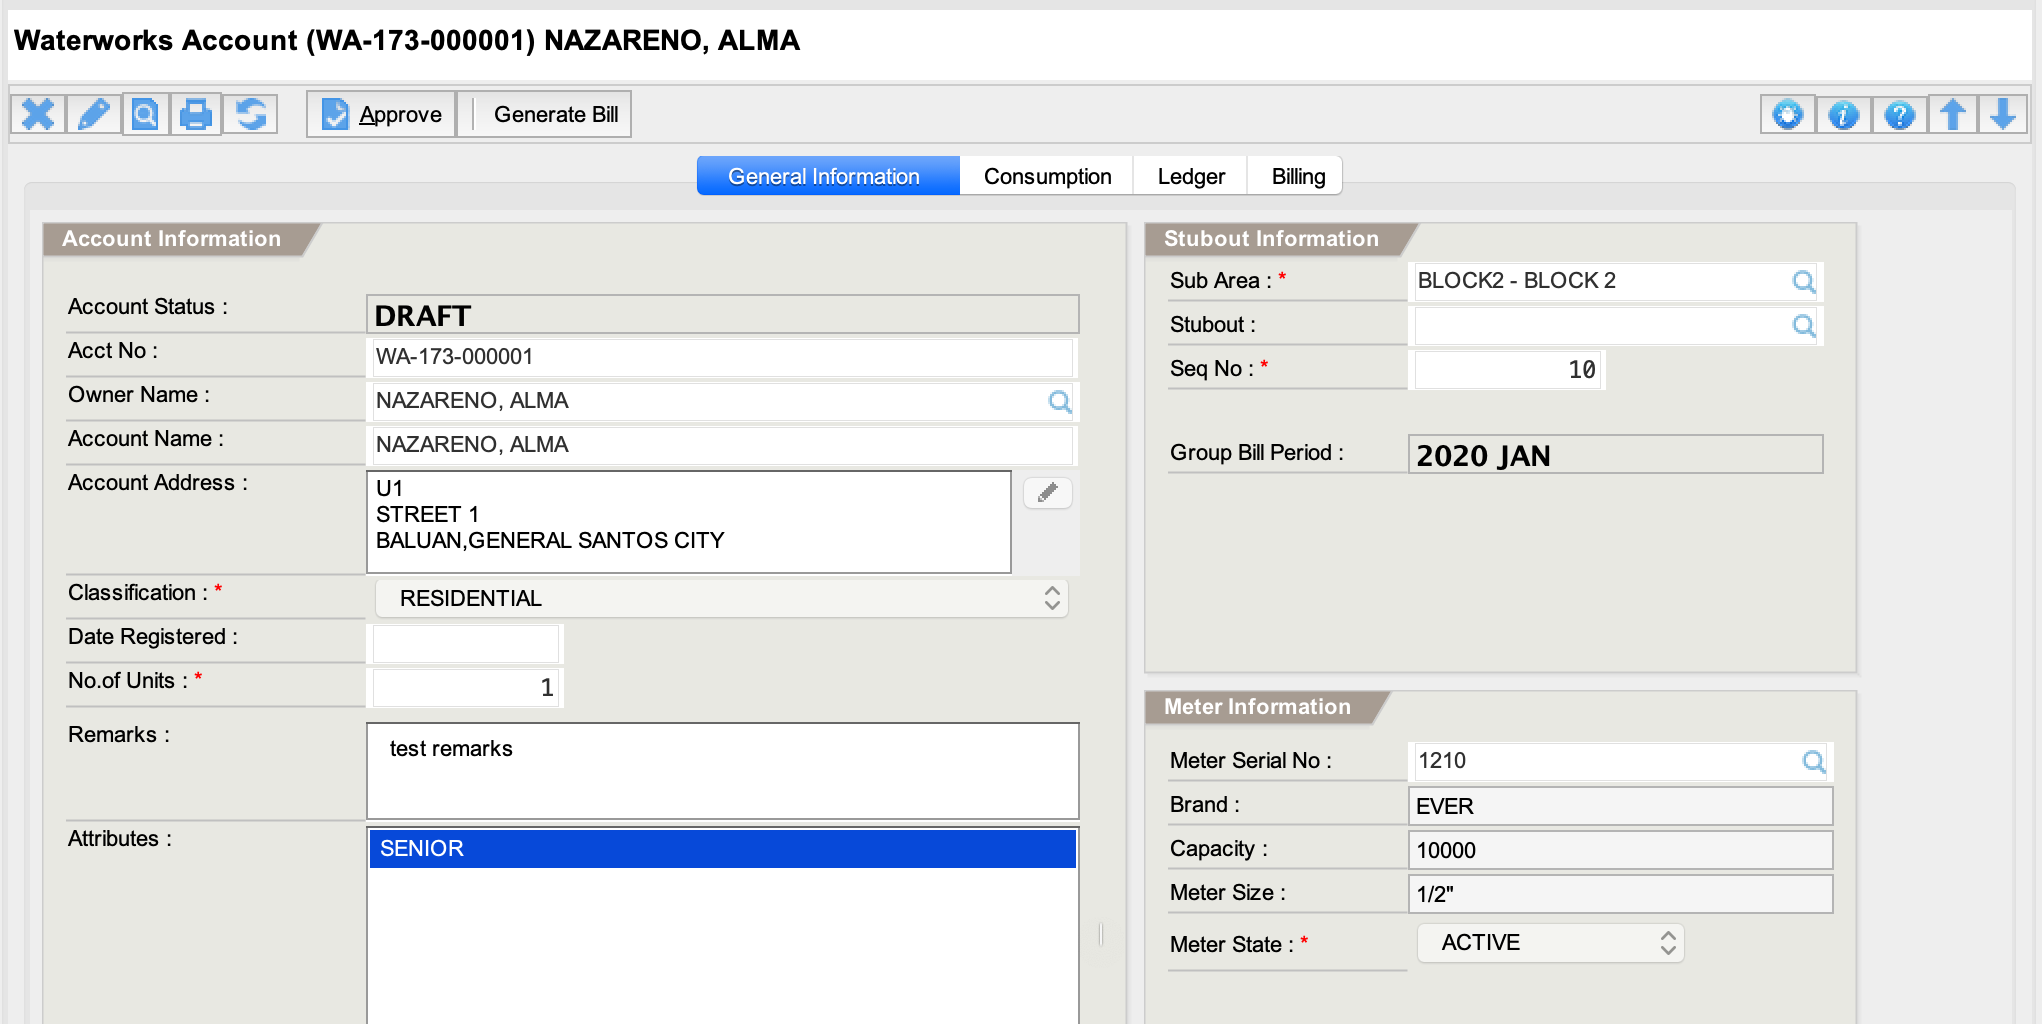 Waterworks Account (WA-173-000001) NAZARENO, ALMA
Approve
Generate Bill
General Information
Consumption
Ledger
Billing
Account Information
Account Status :
DRAFT
Acct No :
WA-173-000001
Owner Name :
NAZARENO, ALMA
Account Name :
NAZARENO, ALMA
Account Address :
U1
STREET 1
BALUAN,GENERAL SANTOS CITY
Classification : *
RESIDENTIAL
Date Registered :
No.of Units : *
1
Remarks :
test remarks
Attributes :
SENIOR
Stubout Information
Sub Area : *
BLOCK2 - BLOCK 2
Stubout :
Seq No : *
10
Group Bill Period :
2020 JAN
Meter Information
Meter Serial No :
1210
Brand :
EVER
Capacity :
10000
Meter Size :
1/2"
Meter State : *
ACTIVE